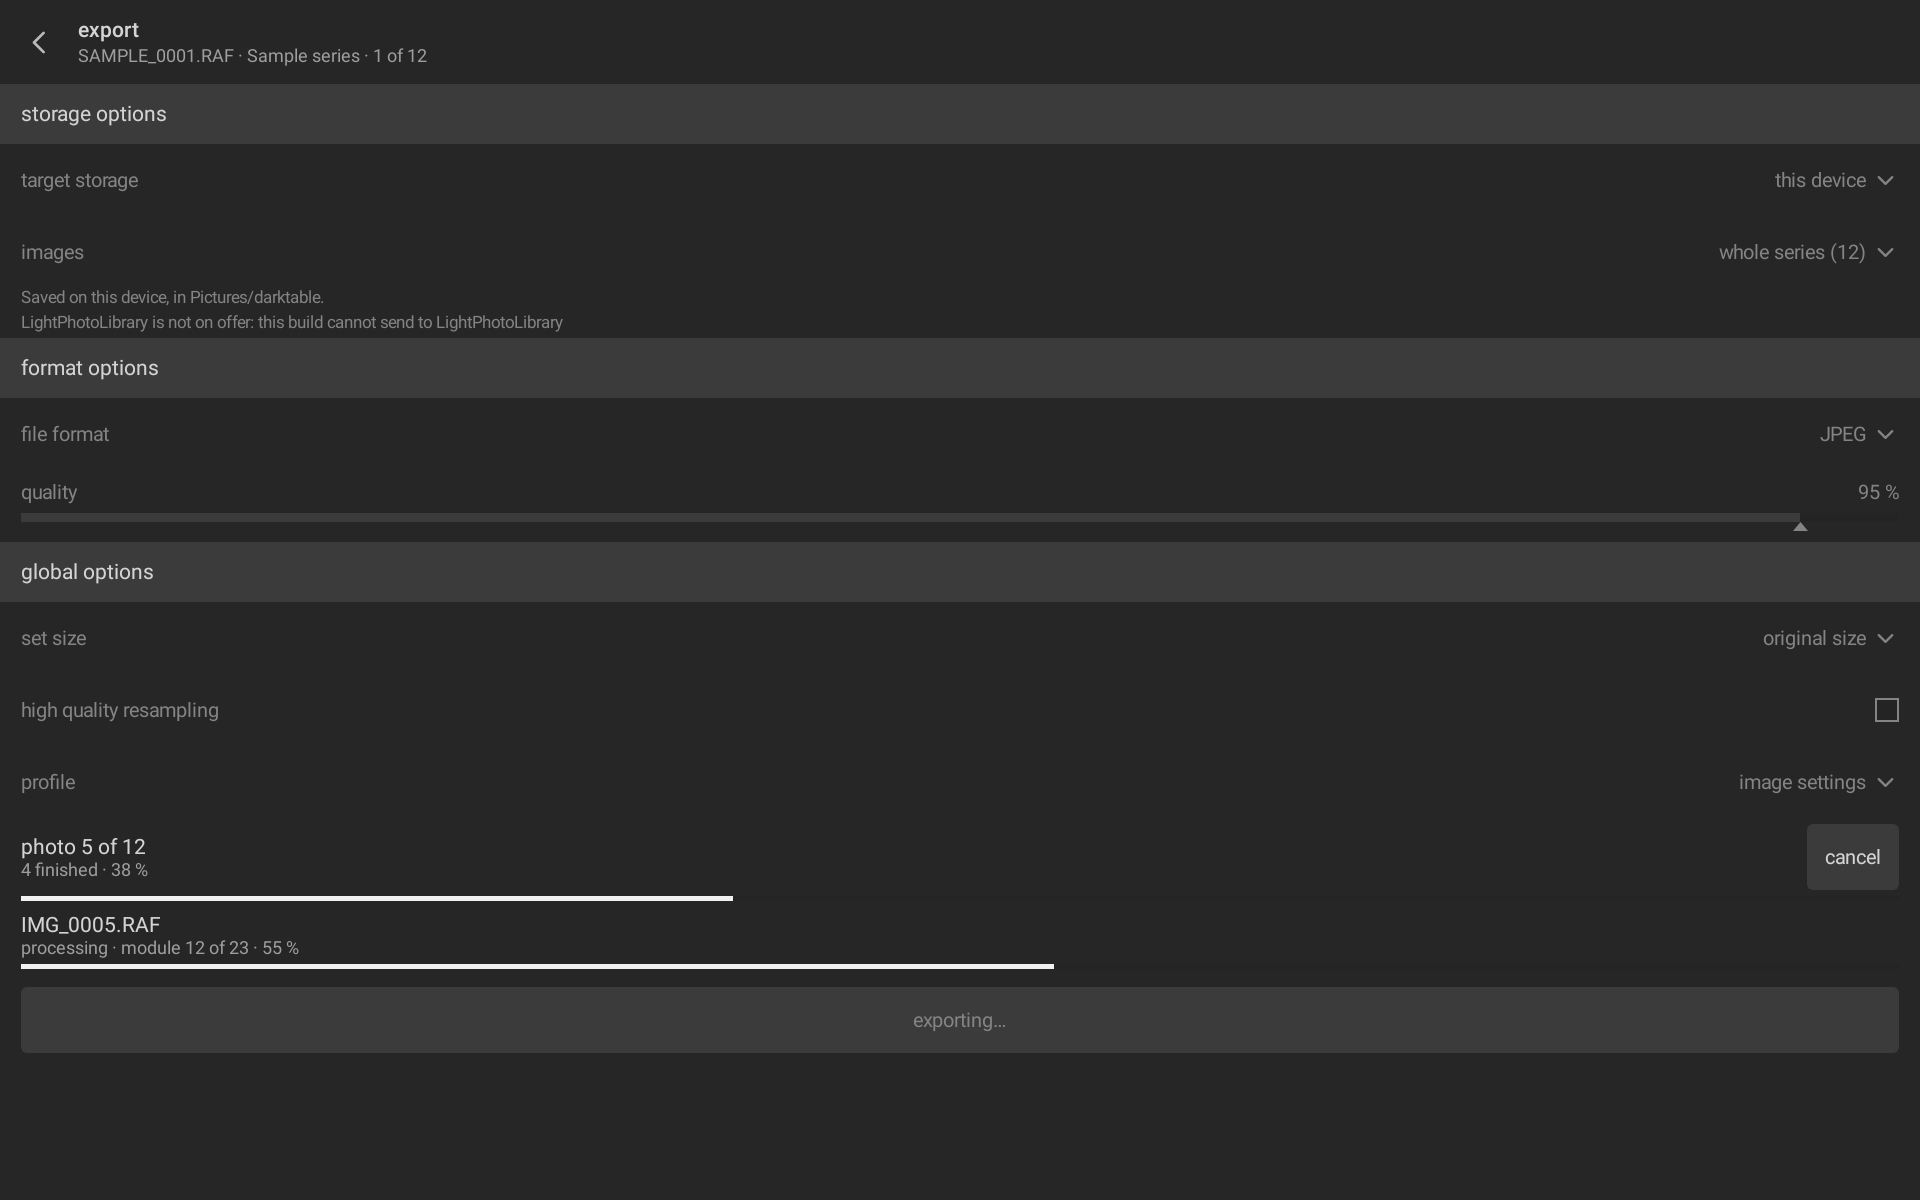 export
SAMPLE_0001.RAF · Sample series · 1 of 12
storage options
target storage
this device
images
whole series (12)
Saved on this device, in Pictures/darktable.
LightPhotoLibrary is not on offer: this build cannot send to LightPhotoLibrary
format options
file format
JPEG
quality
95 %
global options
set size
original size
high quality resampling
profile
image settings
photo 5 of 12
4 finished · 38 %
cancel
IMG_0005.RAF
processing · module 12 of 23 · 55 %
exporting…